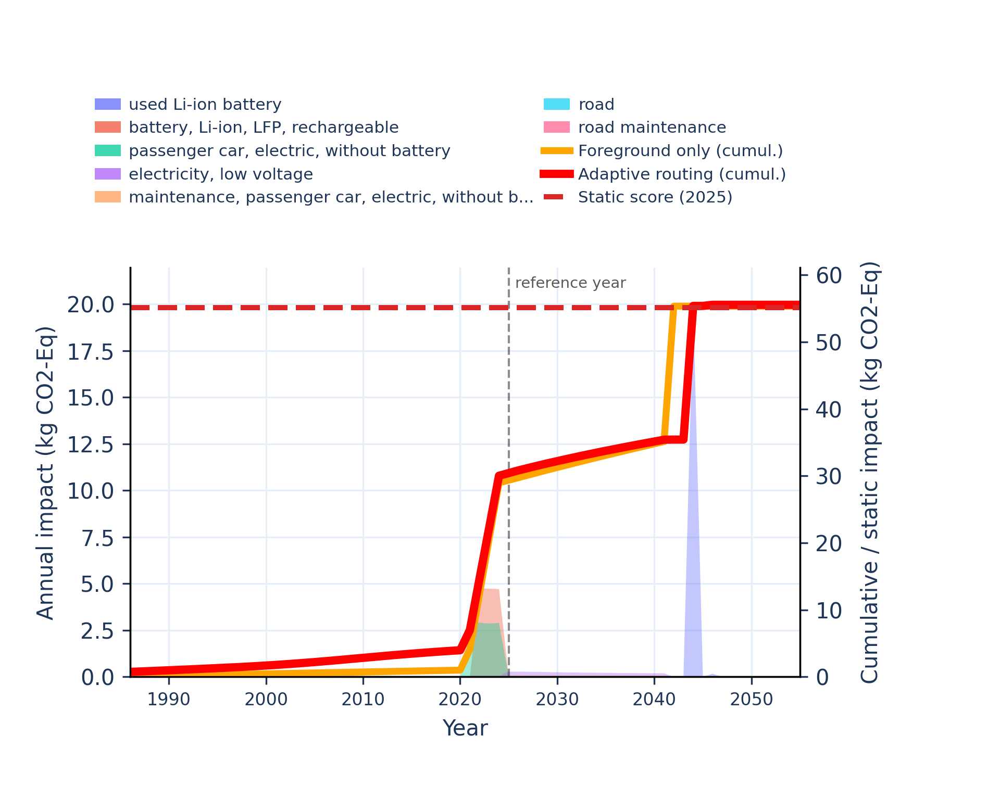 used Li-ion battery
battery, Li-ion, LFP, rechargeable
passenger car, electric, without battery
electricity, low voltage
maintenance, passenger car, electric, without b...
road
road maintenance
Foreground only (cumul.)
Adaptive routing (cumul.)
Static score (2025)
reference year
Annual impact (kg CO2-Eq)
20.0
17.5
15.0
12.5
10.0
7.5
5.0
2.5
0.0
60
50
40
30
20
10
0
Cumulative / static impact (kg CO2-Eq)
1990 2000 2010 2020 2030 2040 2050
Year